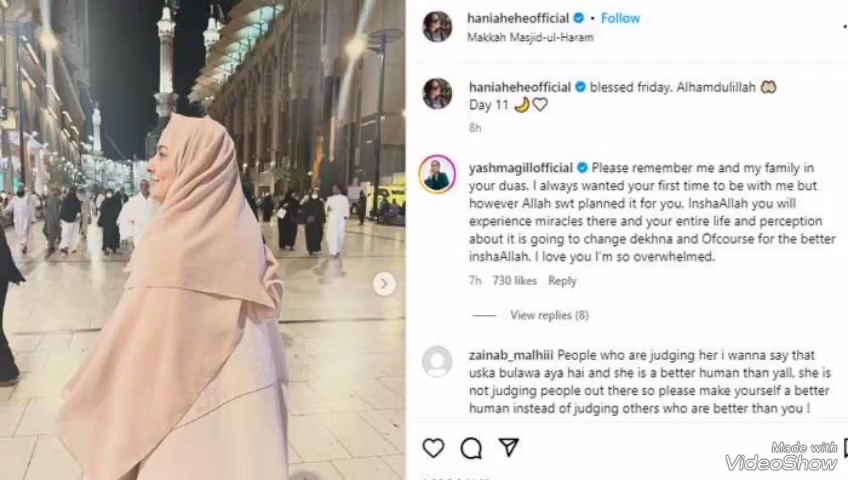 haniaheheofficial • Follow
Makkah Masjid-ul-Haram
haniaheheofficial blessed friday. Alhamdulillah 🤲🏻
Day 11 🌙🤍
8h
yashmagillofficial Please remember me and my family in
your duas. I always wanted your first time to be with me but
however Allah swt planned it for you. InshaAllah you will
experience miracles there and your entire life and perception
about it is going to change dekhna and Ofcourse for the better
inshaAllah. I love you I'm so overwhelmed.
7h 730 likes Reply
View replies (8)
zainab_malhiii People who are judging her i wanna say that
uska bulawa aya hai and she is a better human than yall, she is
not judging people out there so please make yourself a better
human instead of judging others who are better than you !
Made with
VideoShow